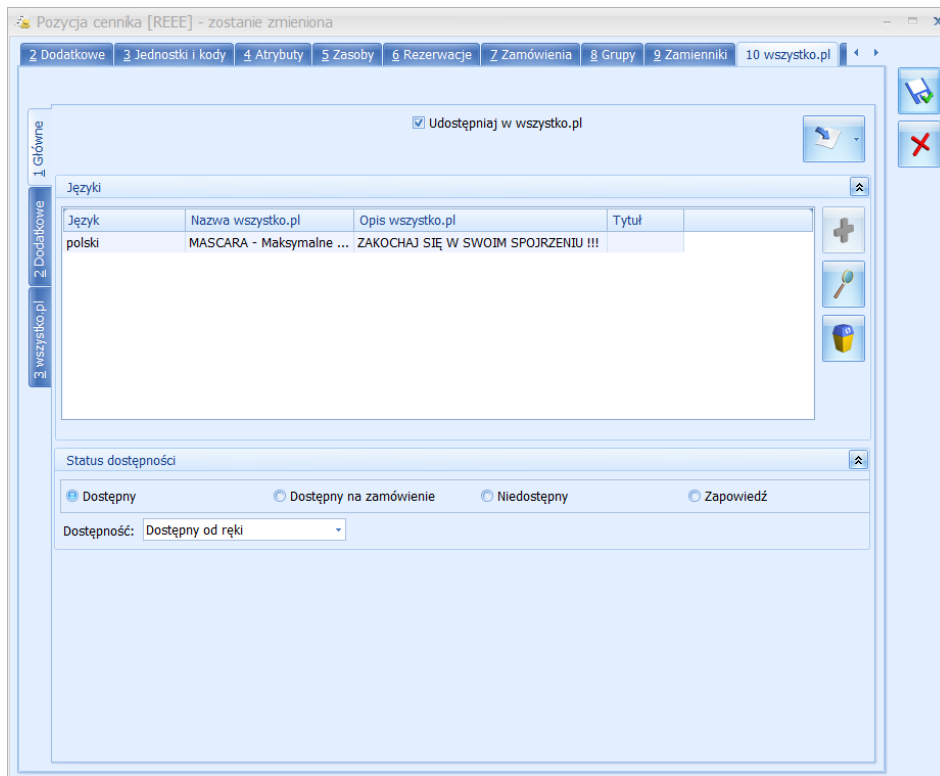 Pozycja cennika [REEE] - zostanie zmieniona
2 Dodatkowe 3 Jednostki i kody 4 Atrybuty 5 Zasoby 6 Rezerwacje 7 Zamówienia 8 Grupy 9 Zamienniki 10 wszystko.pl
1 Główne
2 Dodatkowe
3 wszystko.pl
Udostępniaj w wszystko.pl
Języki
Język Nazwa wszystko.pl Opis wszystko.pl Tytuł
polski MASCARA - Maksymalne ... ZAKOCHAJ SIĘ W SWOIM SPOJRZENIU !!!
Status dostępności
Dostępny Dostępny na zamówienie Niedostępny Zapowiedź
Dostępność: Dostępny od ręki